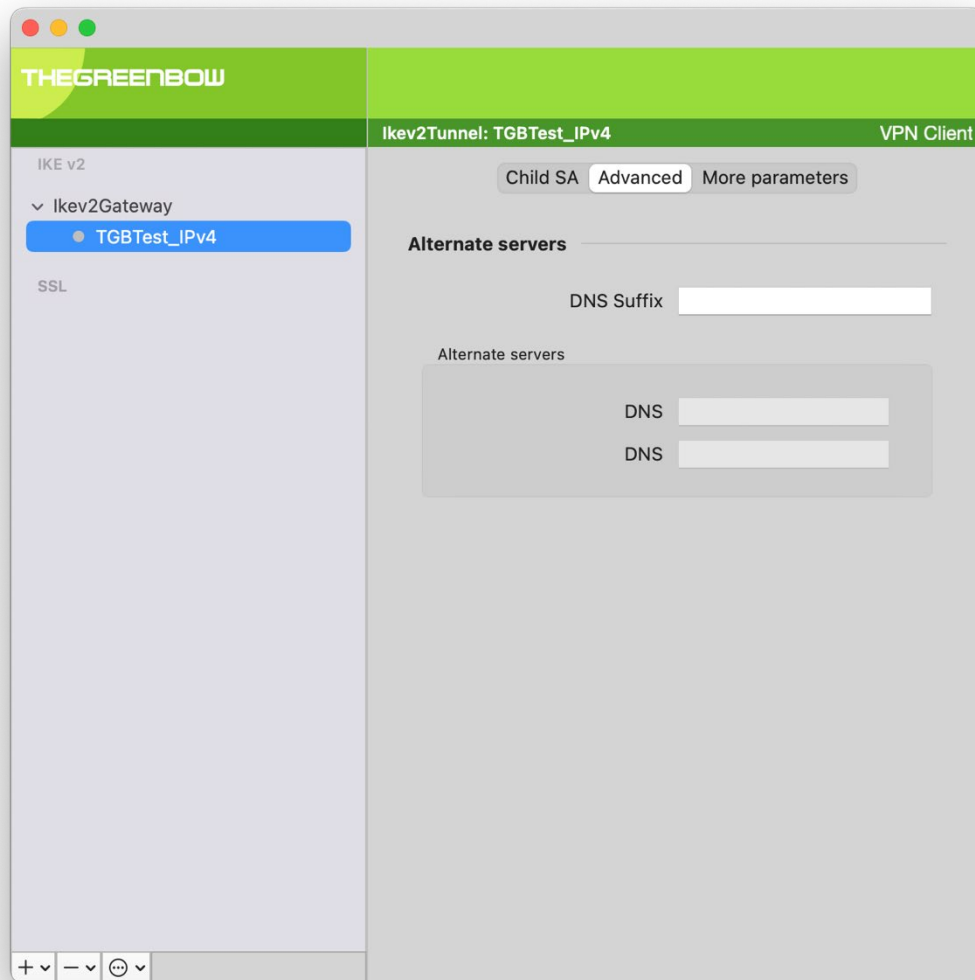 THEGREENBOW
Ikev2Tunnel: TGBTest_IPv4 VPN Client
IKE v2
Ikev2Gateway
TGBTest_IPv4
SSL
Child SA Advanced More parameters
Alternate servers
DNS Suffix
Alternate servers
DNS
DNS